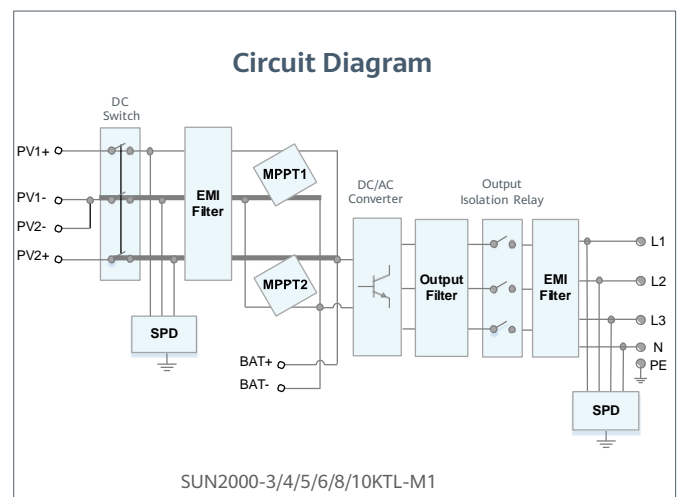 Circuit Diagram
DC
Switch
PV1+
PV1-
PV2-
PV2+
EMI
Filter
MPPT1
MPPT2
SPD
BAT+
BAT-
DC/AC
Converter
Output
Filter
Output
Isolation Relay
EMI
Filter
L1
L2
L3
N
PE
SPD
SUN2000-3/4/5/6/8/10KTL-M1